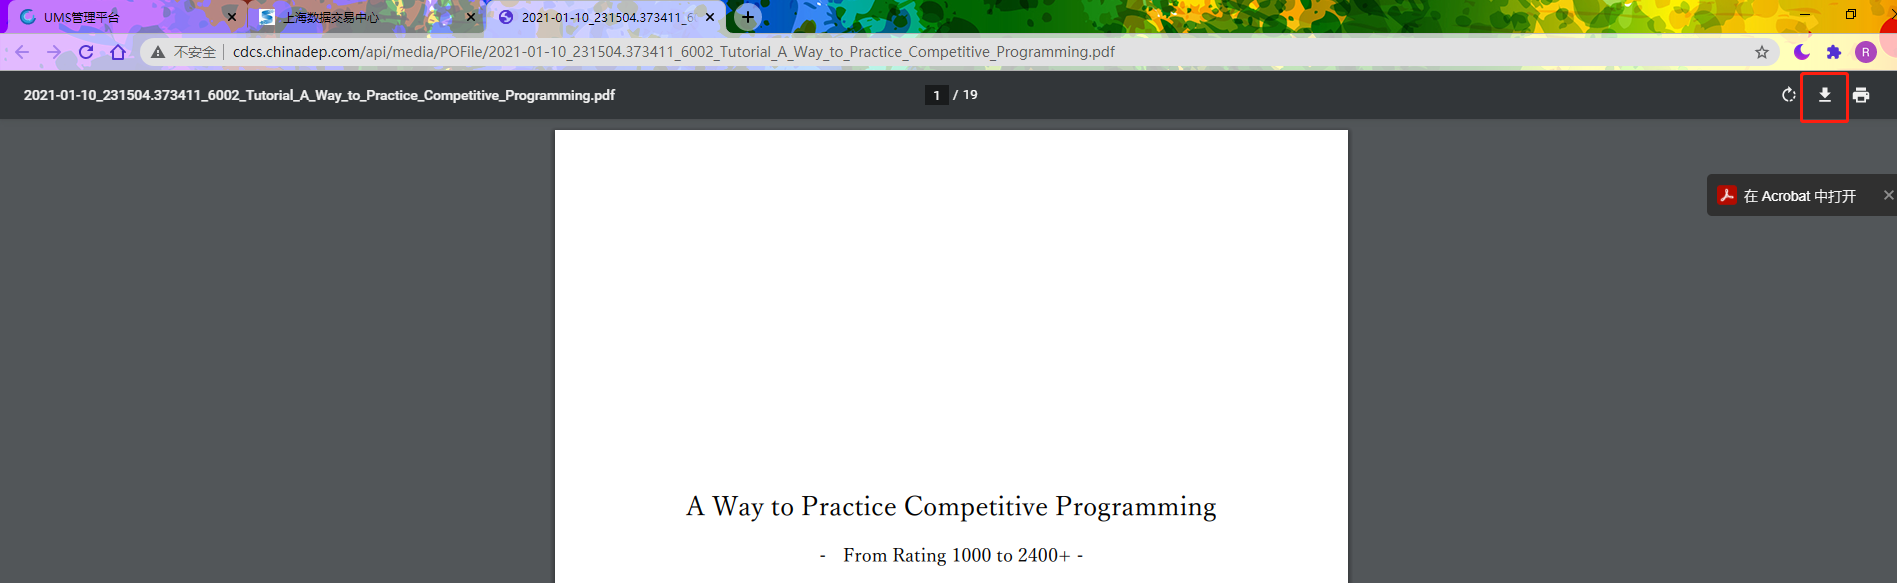 UMS管理平台
上海数据交易中心
2021-01-10_231504.373411_6
不安全
cdcs.chinadep.com/api/media/POFile/2021-01-10_231504.373411_6002_Tutorial_A_Way_to_Practice_Competitive_Programming.pdf
R
2021-01-10_231504.373411_6002_Tutorial_A_Way_to_Practice_Competitive_Programming.pdf
1 / 19
在 Acrobat 中打开
A Way to Practice Competitive Programming
- From Rating 1000 to 2400+ -